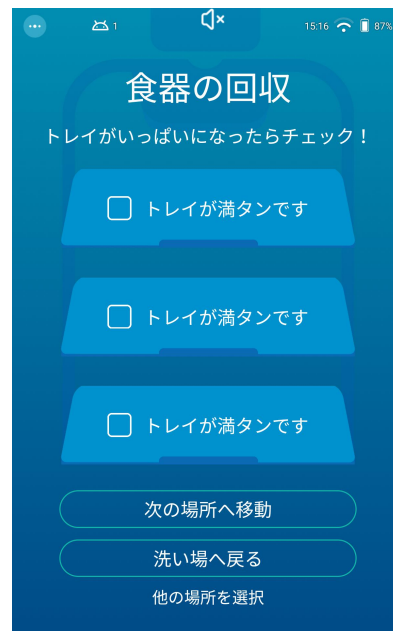 1
15:16
87%
食器の回収
トレイがいっぱいになったらチェック！
トレイが満タンです
トレイが満タンです
トレイが満タンです
次の場所へ移動
洗い場へ戻る
他の場所を選択